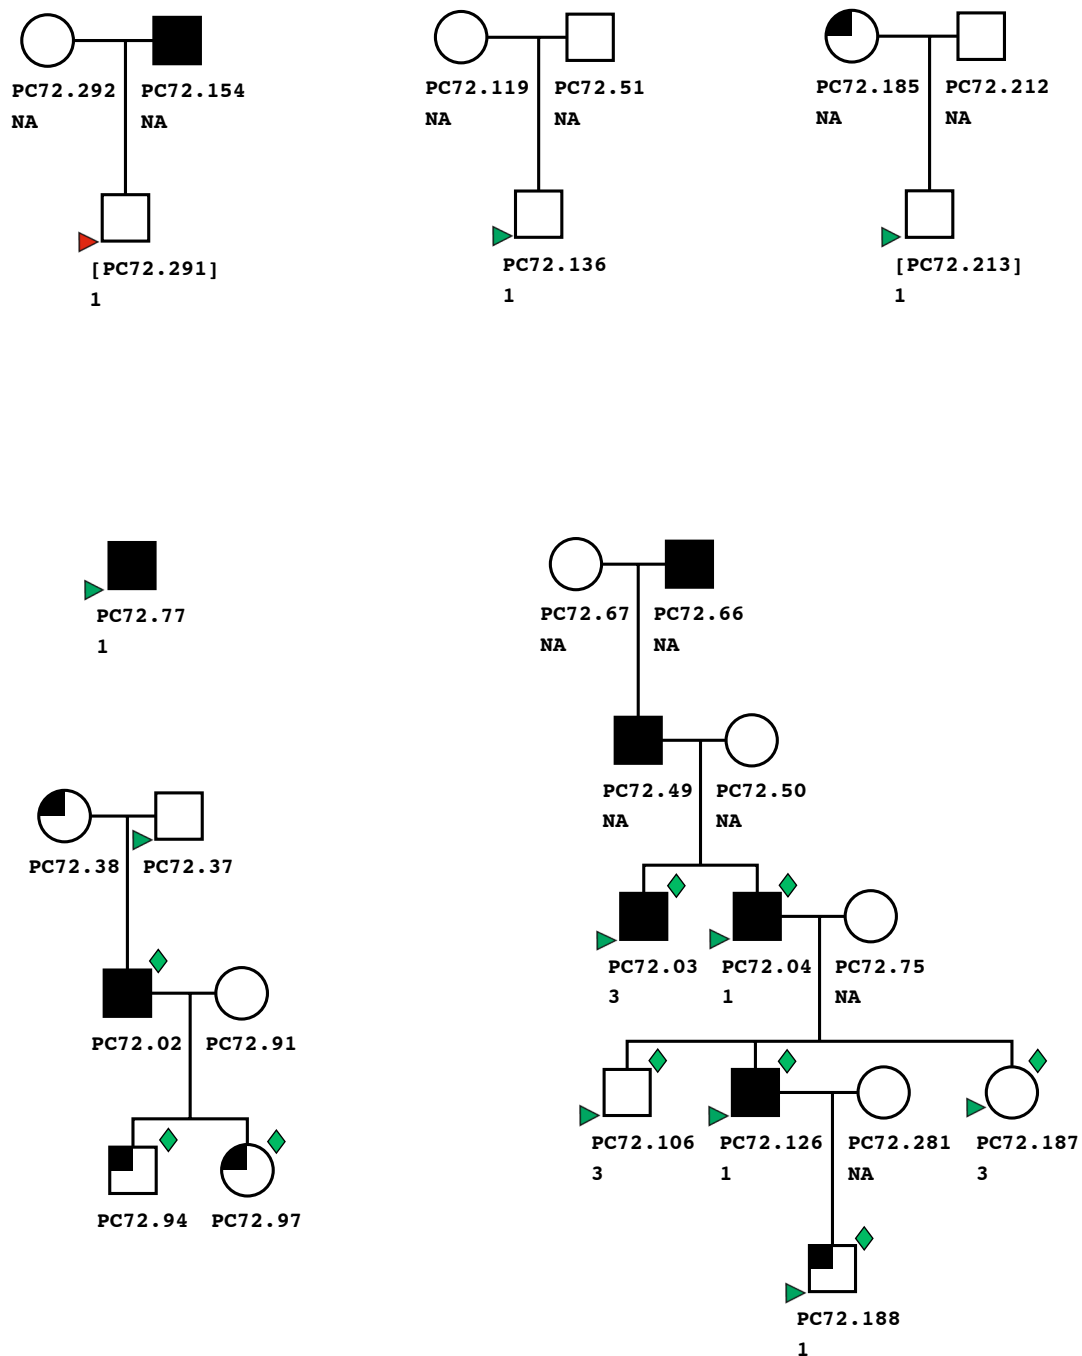 PC72.292 PC72.154
NA NA
[PC72.291]
1
PC72.119 PC72.51
NA NA
PC72.136
1
PC72.185 PC72.212
NA NA
[PC72.213]
1
PC72.77
1
PC72.38 PC72.37
PC72.02 PC72.91
PC72.94 PC72.97
PC72.67 PC72.66
NA NA
PC72.49 PC72.50
NA NA
PC72.03 PC72.04 PC72.75
3 1 NA
PC72.106 PC72.126 PC72.281 PC72.187
3 1 NA 3
PC72.188
1